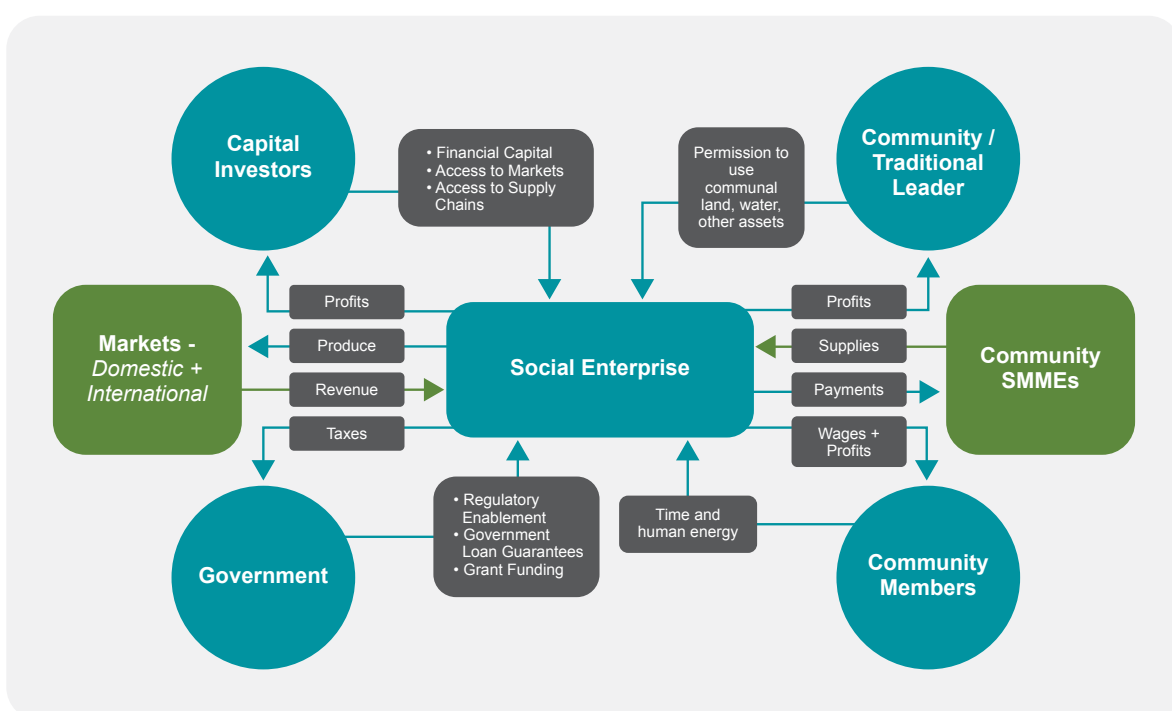 Capital
Investors
• Financial Capital
• Access to Markets
• Access to Supply
Chains
Permission to
use
communal
land, water,
other assets
Community /
Traditional
Leader
Markets -
Domestic +
International
Profits
Produce
Revenue
Taxes
Social Enterprise
Profits
Supplies
Payments
Wages +
Profits
Community
SMMEs
Government
• Regulatory
Enablement
• Government
Loan Guarantees
• Grant Funding
Time and
human energy
Community
Members